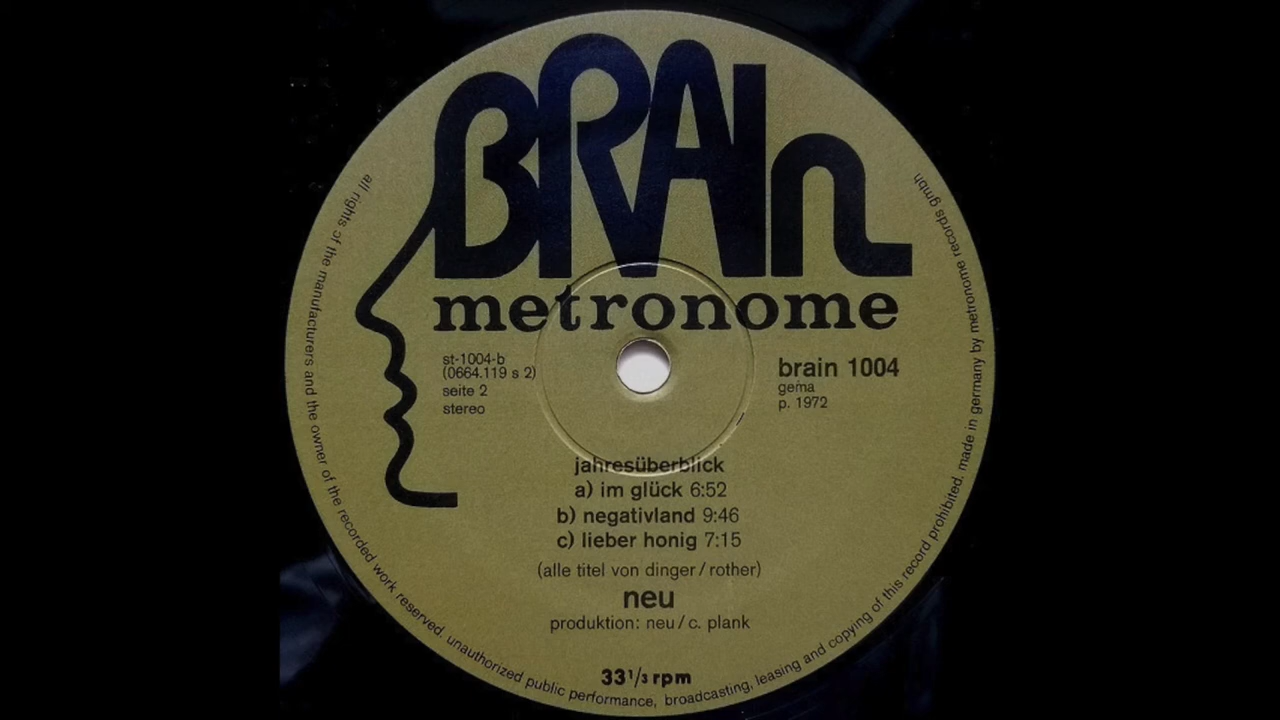 BRAIn
metronome
st-1004-b
(0664.119 s 2)
seite 2
stereo
brain 1004
gema
p. 1972
jahresüberblick
a) im glück 6:52
b) negativland 9:46
c) lieber honig 7:15
(alle titel von dinger / rother)
neu
produktion: neu / c. plank
33 1/3 rpm
all rights of the manufacturers and the owner of the recorded work reserved. unauthorized public performance, broadcasting, leasing and copying of this record prohibited. made in germany by metronome records gmbh